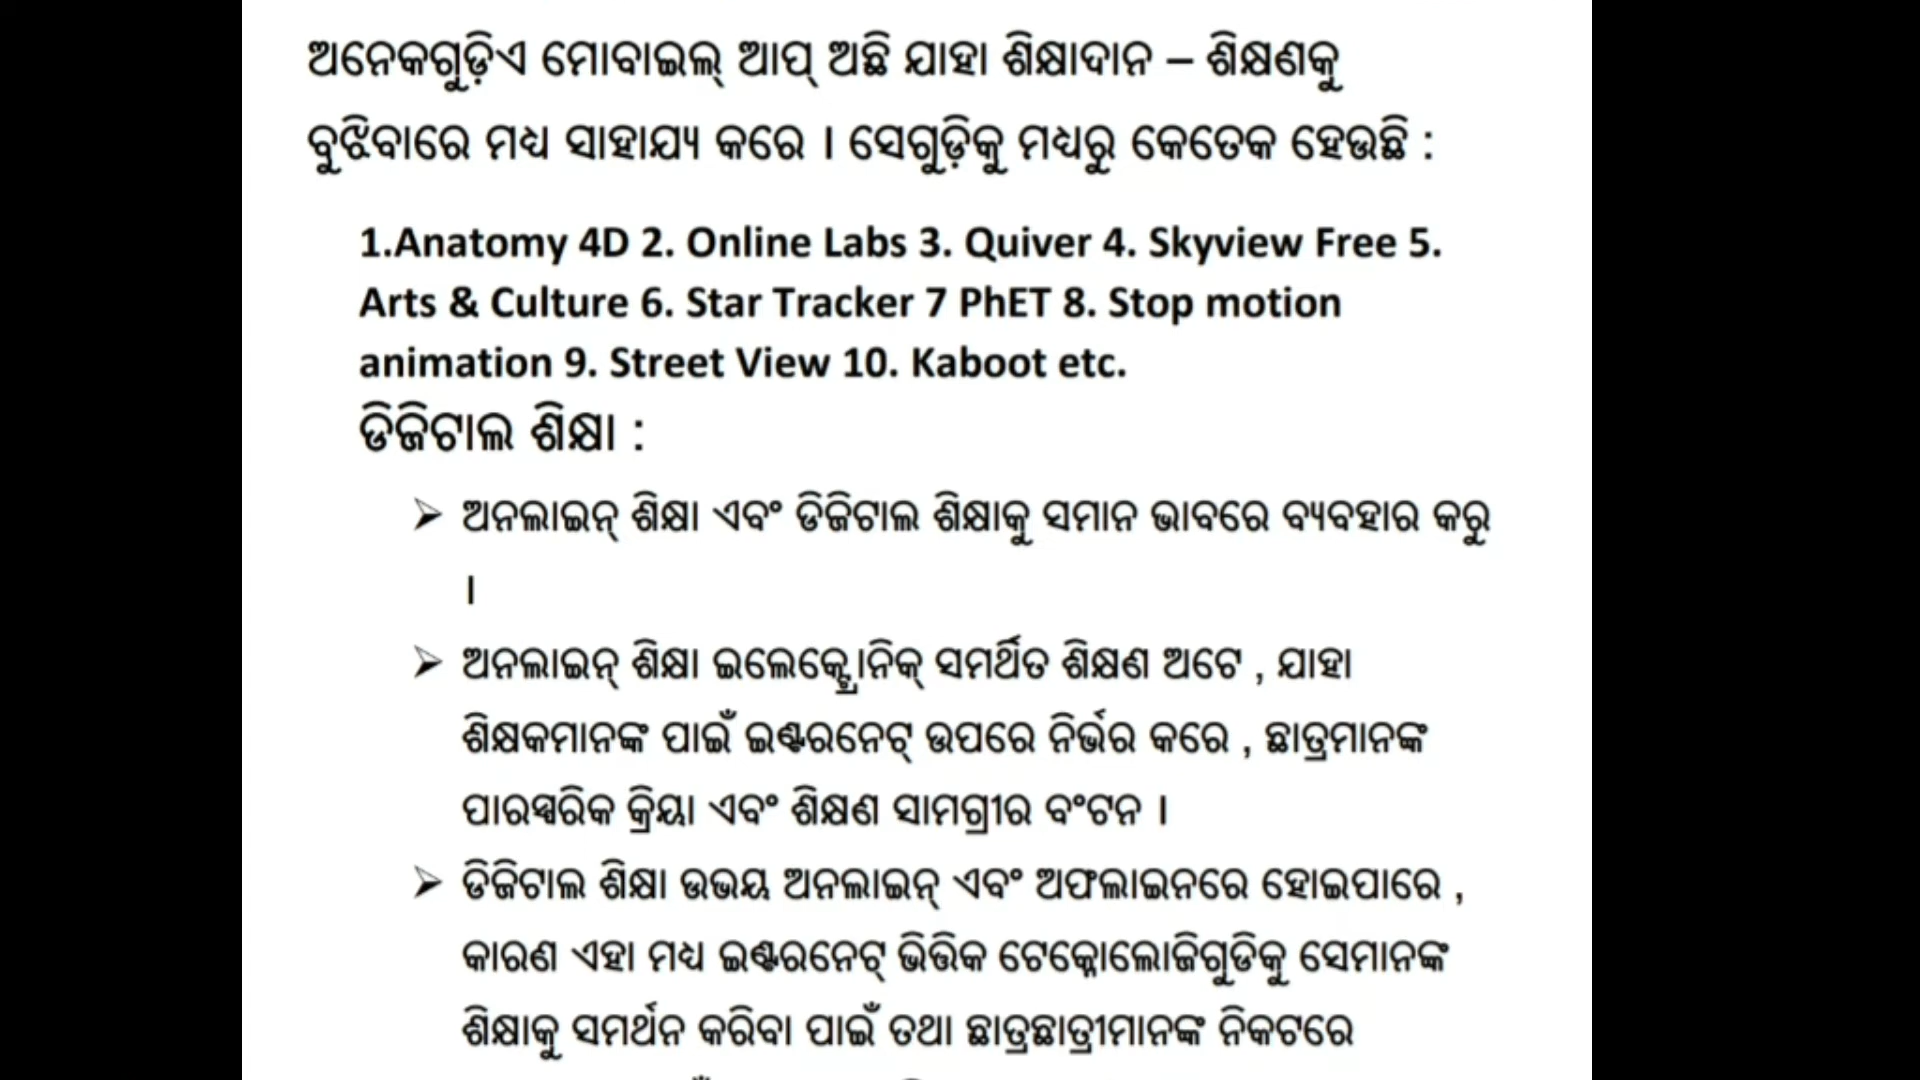 ଅନେକଗୁଡ଼ିଏ ମୋବାଇଲ୍ ଆପ୍ ଅଛି ଯାହା ଶିକ୍ଷାଦାନ – ଶିକ୍ଷଣକୁ
ବୁଝିବାରେ ମଧ୍ୟ ସାହାଯ୍ୟ କରେ । ସେଗୁଡ଼ିକୁ ମଧ୍ୟରୁ କେତେକ ହେଉଛି :
1.Anatomy 4D 2. Online Labs 3. Quiver 4. Skyview Free 5.
Arts & Culture 6. Star Tracker 7 PhET 8. Stop motion
animation 9. Street View 10. Kaboot etc.
ଡିଜିଟାଲ ଶିକ୍ଷା :
➢ ଅନଲାଇନ୍ ଶିକ୍ଷା ଏବଂ ଡିଜିଟାଲ ଶିକ୍ଷାକୁ ସମାନ ଭାବରେ ବ୍ୟବହାର କରୁ
।
➢ ଅନଲାଇନ୍ ଶିକ୍ଷା ଇଲେକ୍ଟ୍ରୋନିକ୍ ସମର୍ଥିତ ଶିକ୍ଷଣ ଅଟେ , ଯାହା
ଶିକ୍ଷକମାନଙ୍କ ପାଇଁ ଇଣ୍ଟରନେଟ୍ ଉପରେ ନିର୍ଭର କରେ , ଛାତ୍ରମାନଙ୍କ
ପାରସ୍ପରିକ କ୍ରିୟା ଏବଂ ଶିକ୍ଷଣ ସାମଗ୍ରୀର ବଂଟନ ।
➢ ଡିଜିଟାଲ ଶିକ୍ଷା ଉଭୟ ଅନଲାଇନ୍ ଏବଂ ଅଫଲାଇନରେ ହୋଇପାରେ ,
କାରଣ ଏହା ମଧ୍ୟ ଇଣ୍ଟରନେଟ୍ ଭିତ୍ତିକ ଟେକ୍ନୋଲୋଜିଗୁଡିକୁ ସେମାନଙ୍କ
ଶିକ୍ଷାକୁ ସମର୍ଥନ କରିବା ପାଇଁ ତଥା ଛାତ୍ରଛାତ୍ରୀମାନଙ୍କ ନିକଟରେ